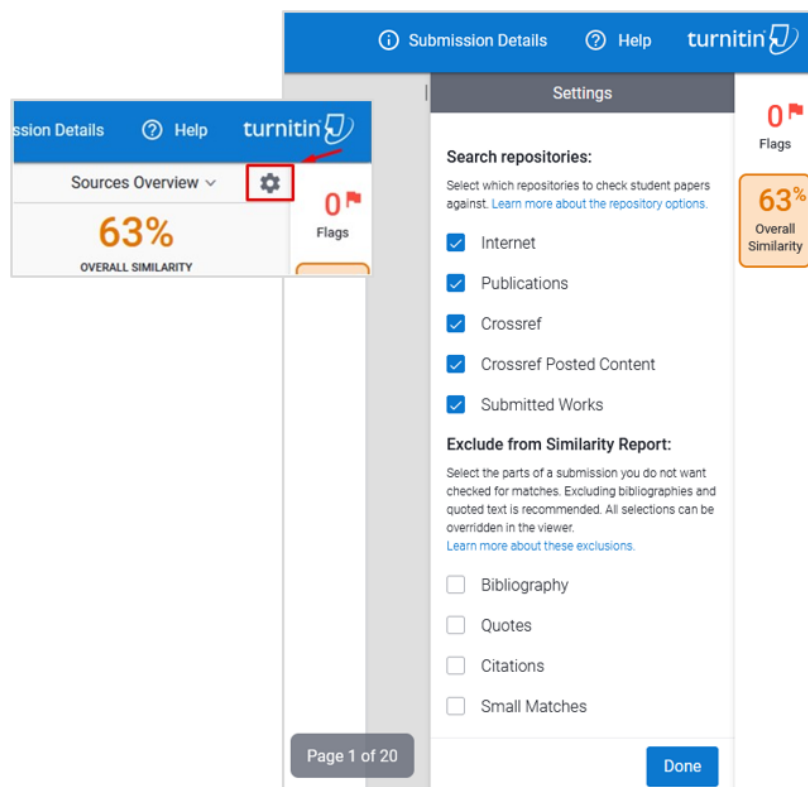 Submission Details
Help
turnitin
ssion Details
Help
turnitin
Sources Overview
63%
OVERALL SIMILARITY
0
Flags
Settings
Search repositories:
Select which repositories to check student papers
against. Learn more about the repository options.
Internet
Publications
Crossref
Crossref Posted Content
Submitted Works
Exclude from Similarity Report:
Select the parts of a submission you do not want
checked for matches. Excluding bibliographies and
quoted text is recommended. All selections can be
overridden in the viewer.
Learn more about these exclusions.
Bibliography
Quotes
Citations
Small Matches
Done
0
Flags
63%
Overall
Similarity
Page 1 of 20